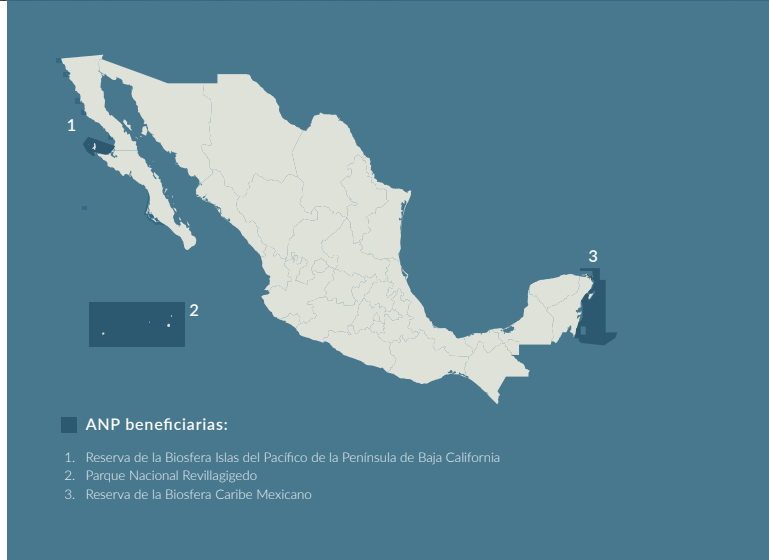 1
3
2
ANP beneficiarias:
1. Reserva de la Biosfera Islas del Pacífico de la Península de Baja California
2. Parque Nacional Revillagigedo
3. Reserva de la Biosfera Caribe Mexicano